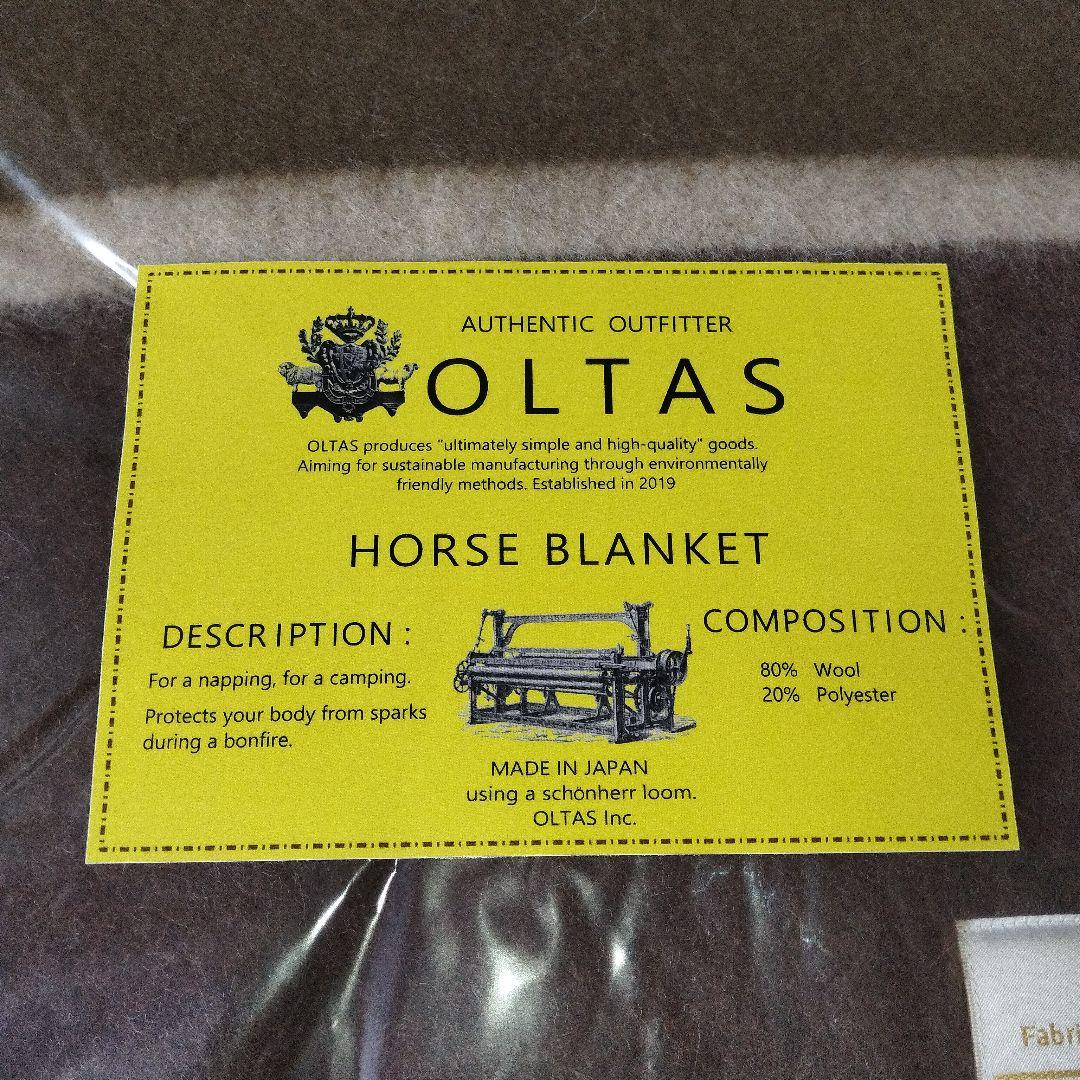 AUTHENTIC OUTFITTER
OLTAS
OLTAS produces "ultimately simple and high-quality" goods.
Aiming for sustainable manufacturing through environmentally
friendly methods. Established in 2019
HORSE BLANKET
DESCRIPTION :
For a napping, for a camping.
Protects your body from sparks
during a bonfire.
COMPOSITION :
80% Wool
20% Polyester
MADE IN JAPAN
using a schönherr loom.
OLTAS Inc.